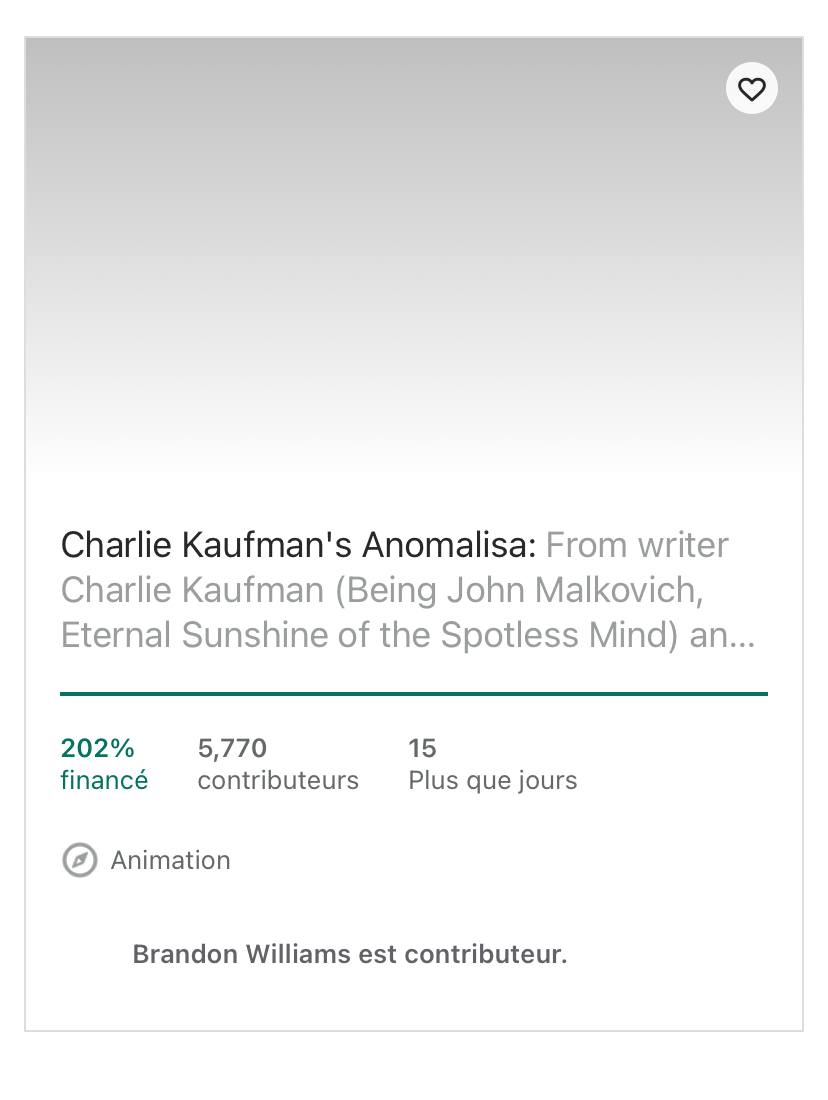 Charlie Kaufman's Anomalisa: From writer
Charlie Kaufman (Being John Malkovich,
Eternal Sunshine of the Spotless Mind) an...
202%
financé
5,770
contributeurs
15
Plus que jours
Animation
Brandon Williams est contributeur.